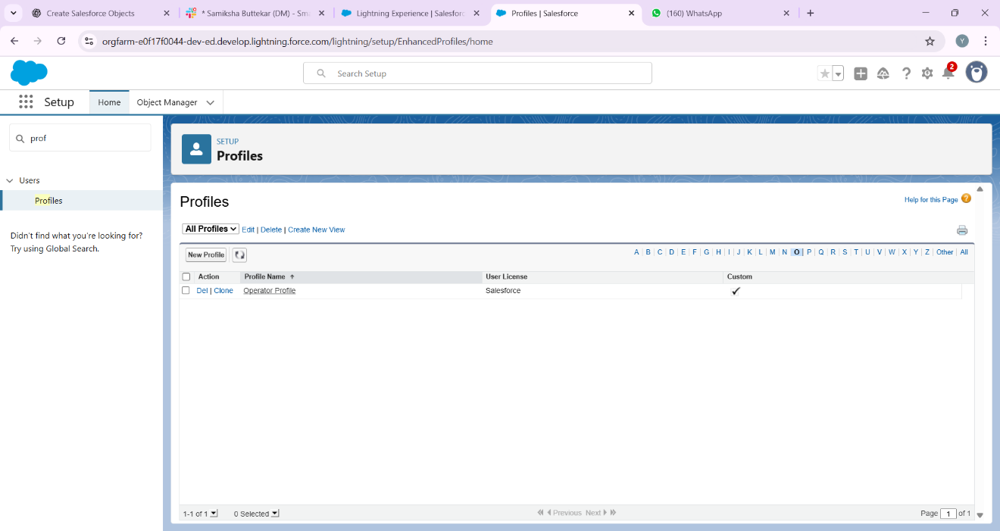 Create Salesforce Objects
* Samiksha Buttekar (DM) - Sma
Lightning Experience | Salesforc
Profiles | Salesforce
(160) WhatsApp
orgfarm-e0f17f0044-dev-ed.develop.lightning.force.com/lightning/setup/EnhancedProfiles/home
Y
Search Setup
2
Setup
Home
Object Manager
prof
Users
Profiles
Didn't find what you're looking for?
Try using Global Search.
SETUP
Profiles
Profiles
Help for this Page ?
All Profiles Edit | Delete | Create New View
New Profile
A | B | C | D | E | F | G | H | I | J | K | L | M | N | O | P | Q | R | S | T | U | V | W | X | Y | Z | Other | All
Action Profile Name ↑ User License Custom
Del | Clone Operator Profile Salesforce ✓
1-1 of 1 0 Selected Previous Next Page 1 of 1